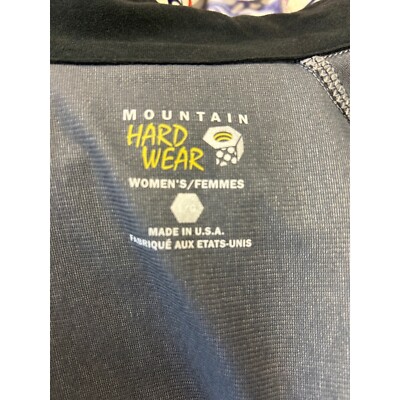 MOUNTAIN
HARD
WEAR
WOMEN'S/FEMMES
MADE IN U.S.A.
FABRIQUÉ AUX ETATS-UNIS